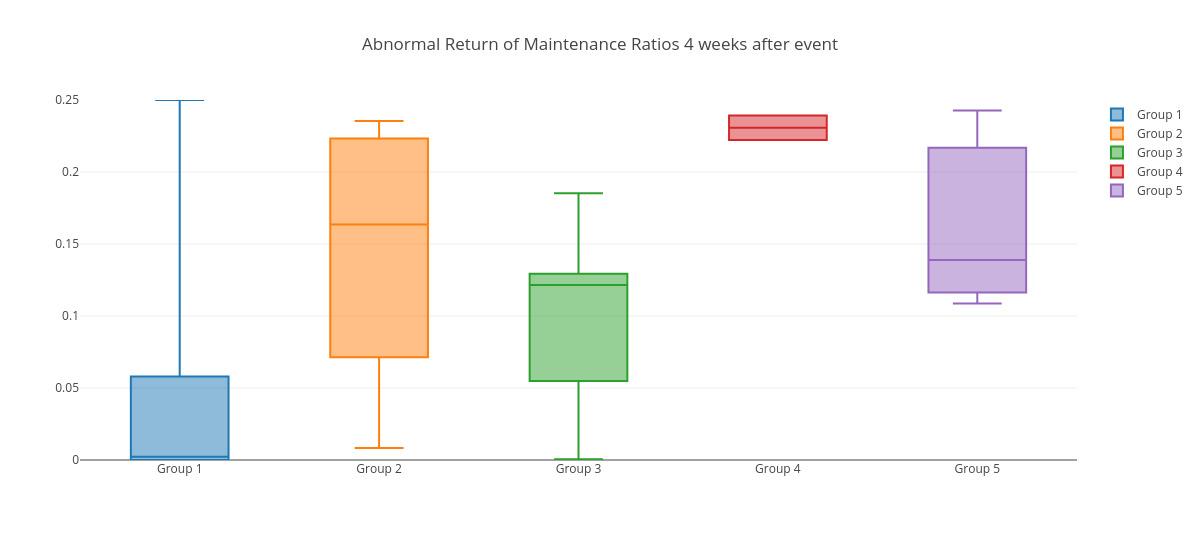 Abnormal Return of Maintenance Ratios 4 weeks after event
0.25
0.2
0.15
0.1
0.05
0
Group 1
Group 2
Group 3
Group 4
Group 5
Group 1
Group 2
Group 3
Group 4
Group 5